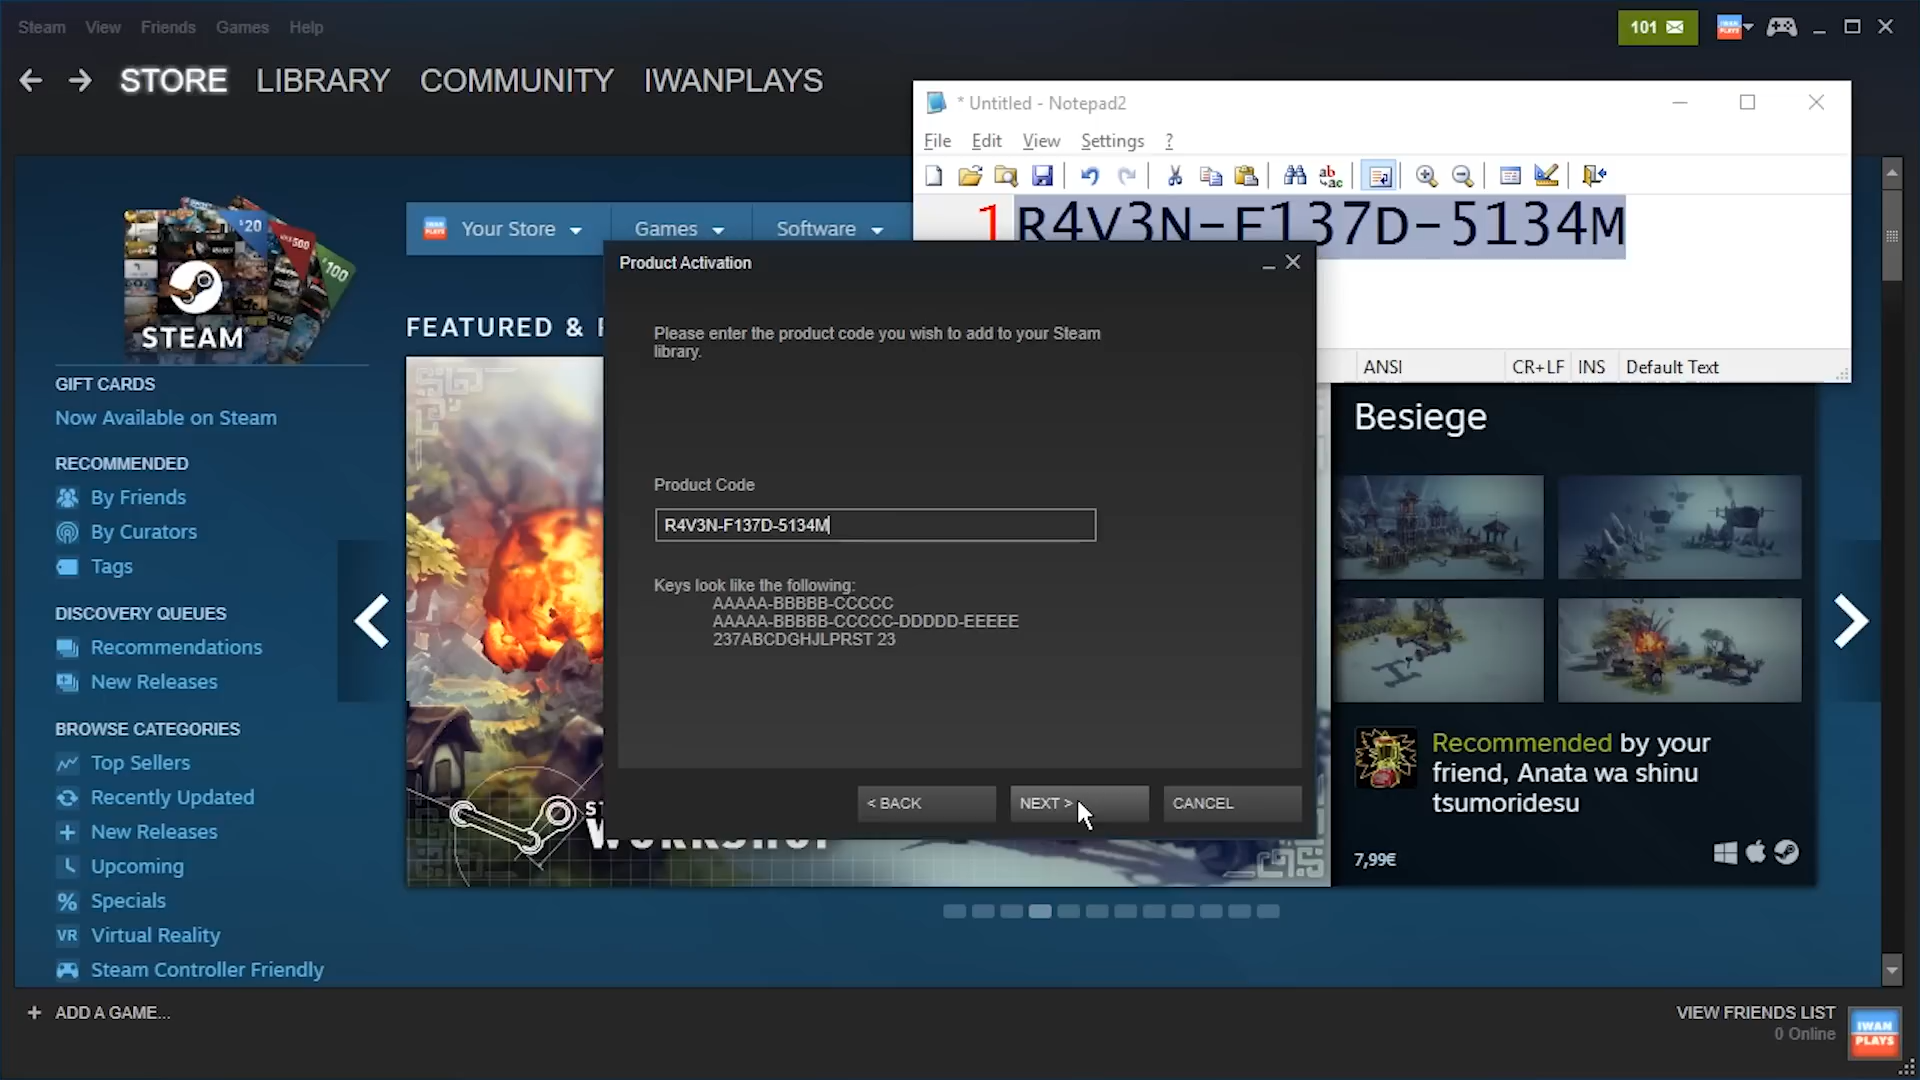 Steam View Friends Games Help
101
STORE LIBRARY COMMUNITY IWANPLAYS
* Untitled - Notepad2
File Edit View Settings ?
1 R4V3N-F137D-5134M
ANSI CR+LF INS Default Text
$20
$100
STEAM
Your Store Games Software
FEATURED &
GIFT CARDS
Now Available on Steam
RECOMMENDED
By Friends
By Curators
Tags
DISCOVERY QUEUES
Recommendations
New Releases
BROWSE CATEGORIES
Top Sellers
Recently Updated
New Releases
Upcoming
Specials
VR Virtual Reality
Steam Controller Friendly
Product Activation
Please enter the product code you wish to add to your Steam
library.
Product Code
R4V3N-F137D-5134M
Keys look like the following:
AAAAA-BBBBB-CCCCC
AAAAA-BBBBB-CCCCC-DDDDD-EEEEE
237ABCDGHJLPRST 23
< BACK NEXT > CANCEL
WORKSHOP
Besiege
Recommended by your
friend, Anata wa shinu
tsumoridesu
7,99€
+ ADD A GAME...
VIEW FRIENDS LIST
0 Online
IWAN
PLAYS